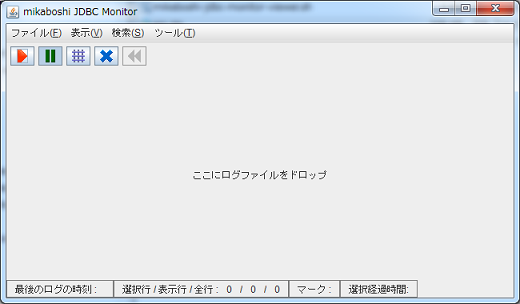 mikaboshi JDBC Monitor
ファイル(F) 表示(V) 検索(S) ツール(T)
ここにログファイルをドロップ
最後のログの時刻 : 選択行 / 表示行 / 全行 : 0 / 0 / 0 マーク : 選択経過時間: